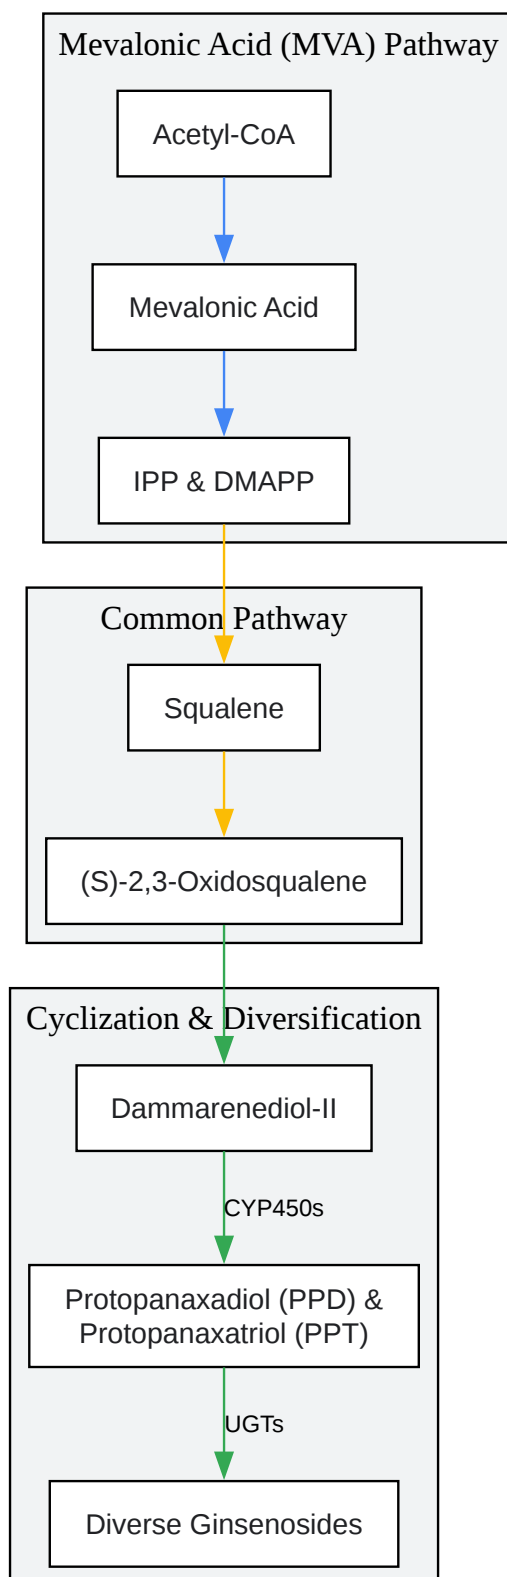 Mevalonic Acid (MVA) Pathway
Acetyl-CoA
Mevalonic Acid
IPP & DMAPP
Common Pathway
Squalene
(S)-2,3-Oxidosqualene
Cyclization & Diversification
Dammarenediol-II
CYP450s
Protopanaxadiol (PPD) &
Protopanaxatriol (PPT)
UGTs
Diverse Ginsenosides